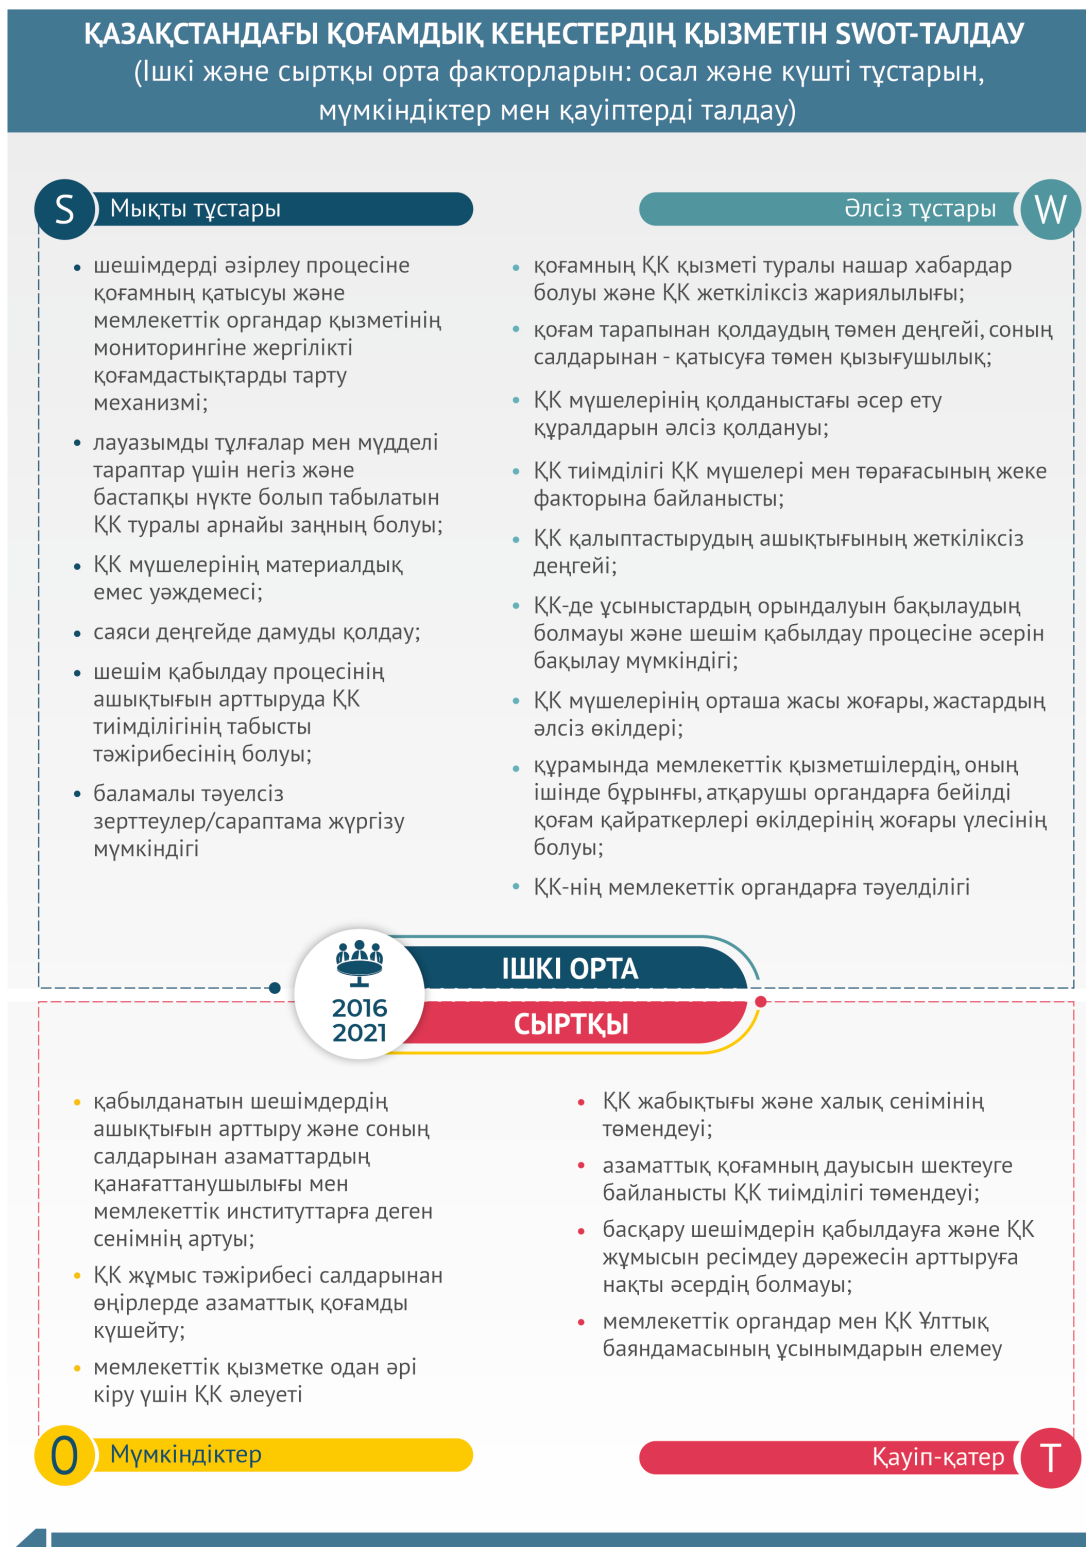 ҚАЗАҚСТАНДАҒЫ ҚОҒАМДЫҚ КЕҢЕСТЕРДІҢ ҚЫЗМЕТІН SWOT-ТАЛДАУ
(Ішкі және сыртқы орта факторларын: осал және күшті тұстарын,
мүмкіндіктер мен қауіптерді талдау)
S
Мықты тұстары
• шешімдерді әзірлеу процесіне
қоғамның қатысуы және
мемлекеттік органдар қызметінің
мониторингіне жергілікті
қоғамдастықтарды тарту
механизмі;
• лауазымды тұлғалар мен мүдделі
тараптар үшін негіз және
бастапқы нүкте болып табылатын
ҚК туралы арнайы заңның болуы;
• ҚК мүшелерінің материалдық
емес уәждемесі;
• саяси деңгейде дамуды қолдау;
• шешім қабылдау процесінің
ашықтығын арттыруда ҚК
тиімділігінің табысты
тәжірибесінің болуы;
• баламалы тәуелсіз
зерттеулер/сараптама жүргізу
мүмкіндігі
Әлсіз тұстары
W
• қоғамның ҚК қызметі туралы нашар хабардар
болуы және ҚК жеткіліксіз жариялылығы;
• қоғам тарапынан қолдаудың төмен деңгейі, соның
салдарынан - қатысуға төмен қызығушылық;
• ҚК мүшелерінің қолданыстағы әсер ету
құралдарын әлсіз қолдануы;
• ҚК тиімділігі ҚК мүшелері мен төрағасының жеке
факторына байланысты;
• ҚК қалыптастырудың ашықтығының жеткіліксіз
деңгейі;
• ҚК-де ұсыныстардың орындалуын бақылаудың
болмауы және шешім қабылдау процесіне әсерін
бақылау мүмкіндігі;
• ҚК мүшелерінің орташа жасы жоғары, жастардың
әлсіз өкілдері;
• құрамында мемлекеттік қызметшілердің, оның
ішінде бұрынғы, атқарушы органдарға бейілді
қоғам қайраткерлері өкілдерінің жоғары үлесінің
болуы;
• ҚК-нің мемлекеттік органдарға тәуелділігі
2016
2021
ІШКІ ОРТА
СЫРТҚЫ
• қабылданатын шешімдердің
ашықтығын арттыру және соның
салдарынан азаматтардың
қанағаттанушылығы мен
мемлекеттік институттарға деген
сенімнің артуы;
• ҚК жұмыс тәжірибесі салдарынан
өңірлерде азаматтық қоғамды
күшейту;
• мемлекеттік қызметке одан әрі
кіру үшін ҚК әлеуеті
O
Мүмкіндіктер
• ҚК жабықтығы және халық сенімінің
төмендеуі;
• азаматтық қоғамның дауысын шектеуге
байланысты ҚК тиімділігі төмендеуі;
• басқару шешімдерін қабылдауға және ҚК
жұмысын ресімдеу дәрежесін арттыруға
нақты әсердің болмауы;
• мемлекеттік органдар мен ҚК Ұлттық
баяндамасының ұсынымдарын елемеу
Қауіп-қатер
T